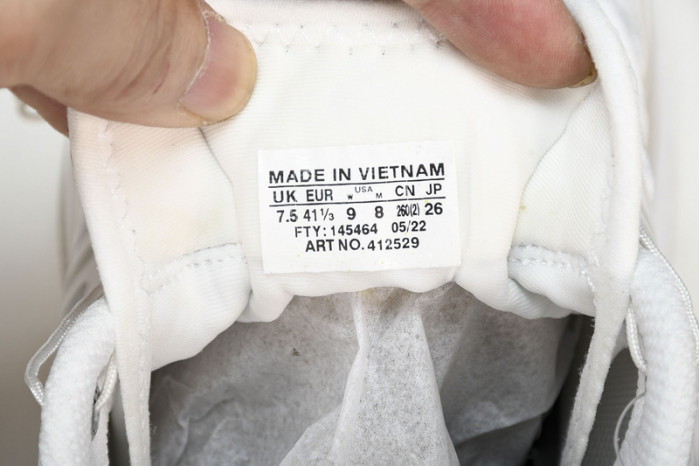 MADE IN VIETNAM
UK EUR W USA M CN JP
7.5 41⅓ 9 8 260(2) 26
FTY: 145464 05/22
ART NO. 412529